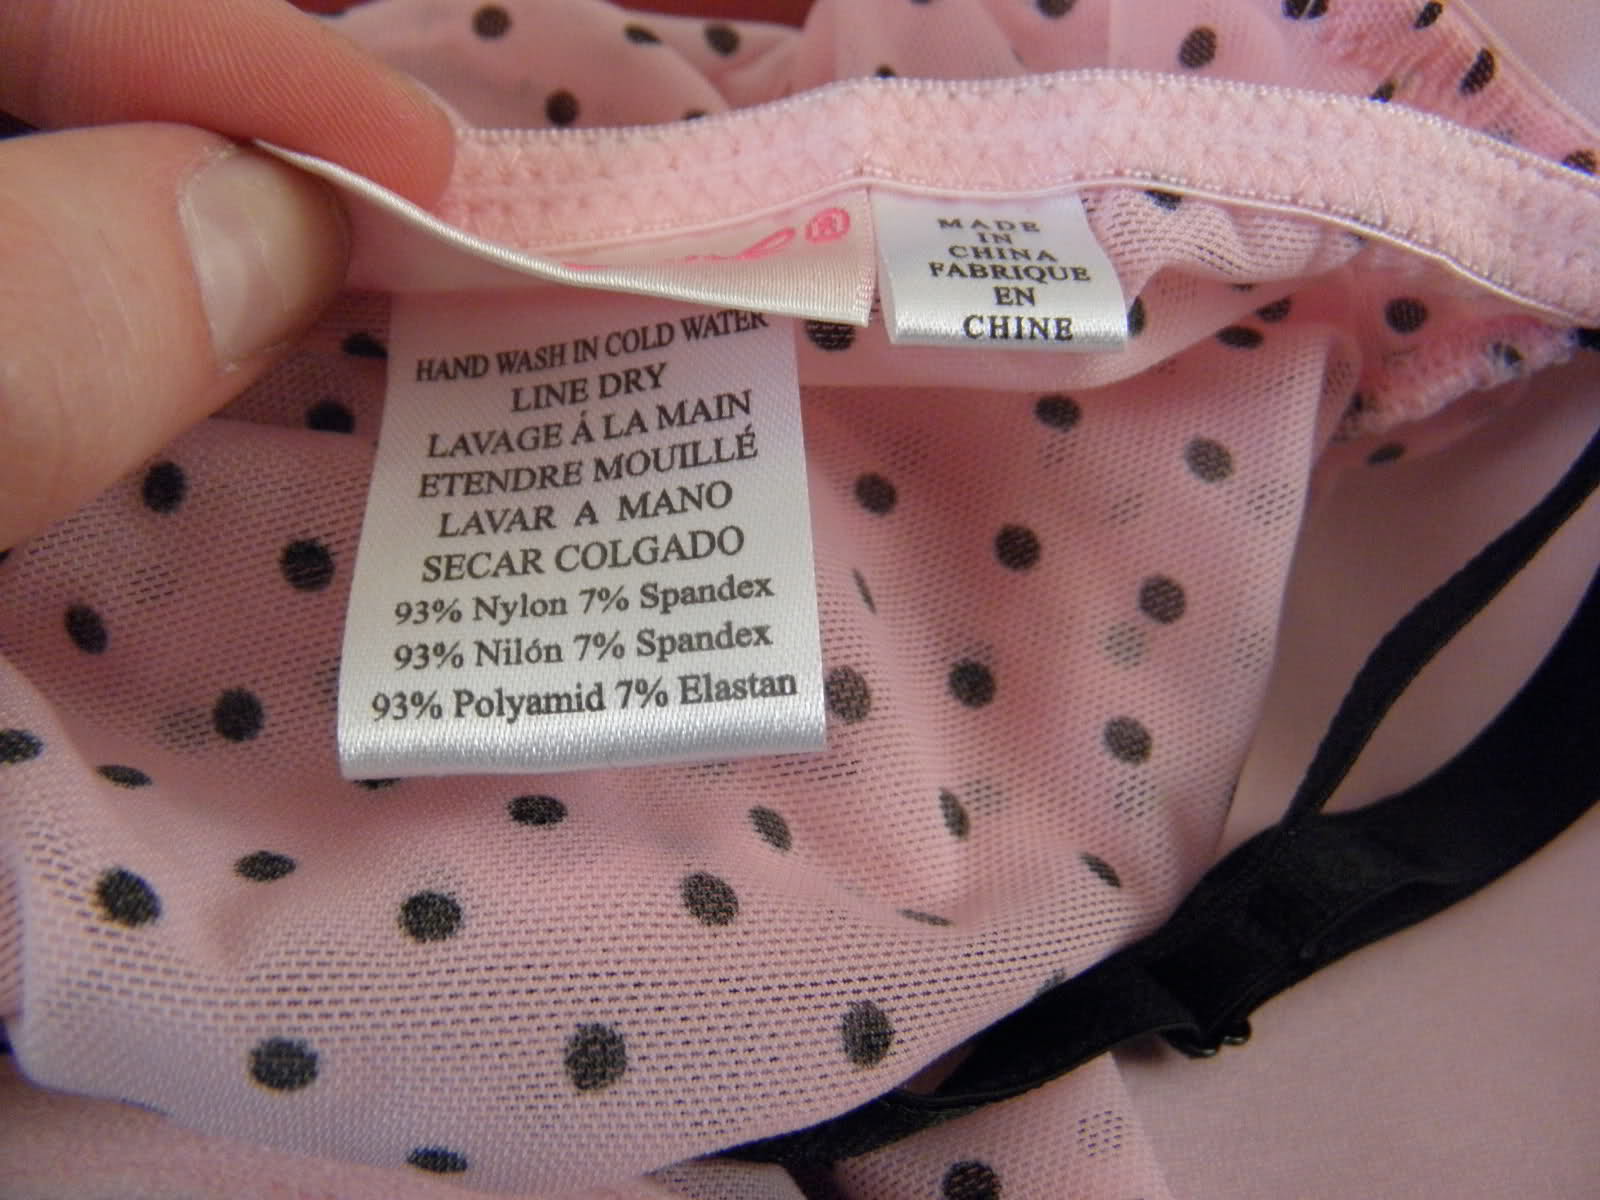 MADE
IN
CHINA
FABRIQUE
EN
CHINE
HAND WASH IN COLD WATER
LINE DRY
LAVAGE Á LA MAIN
ETENDRE MOUILLÉ
LAVAR A MANO
SECAR COLGADO
93% Nylon 7% Spandex
93% Nilón 7% Spandex
93% Polyamid 7% Elastan